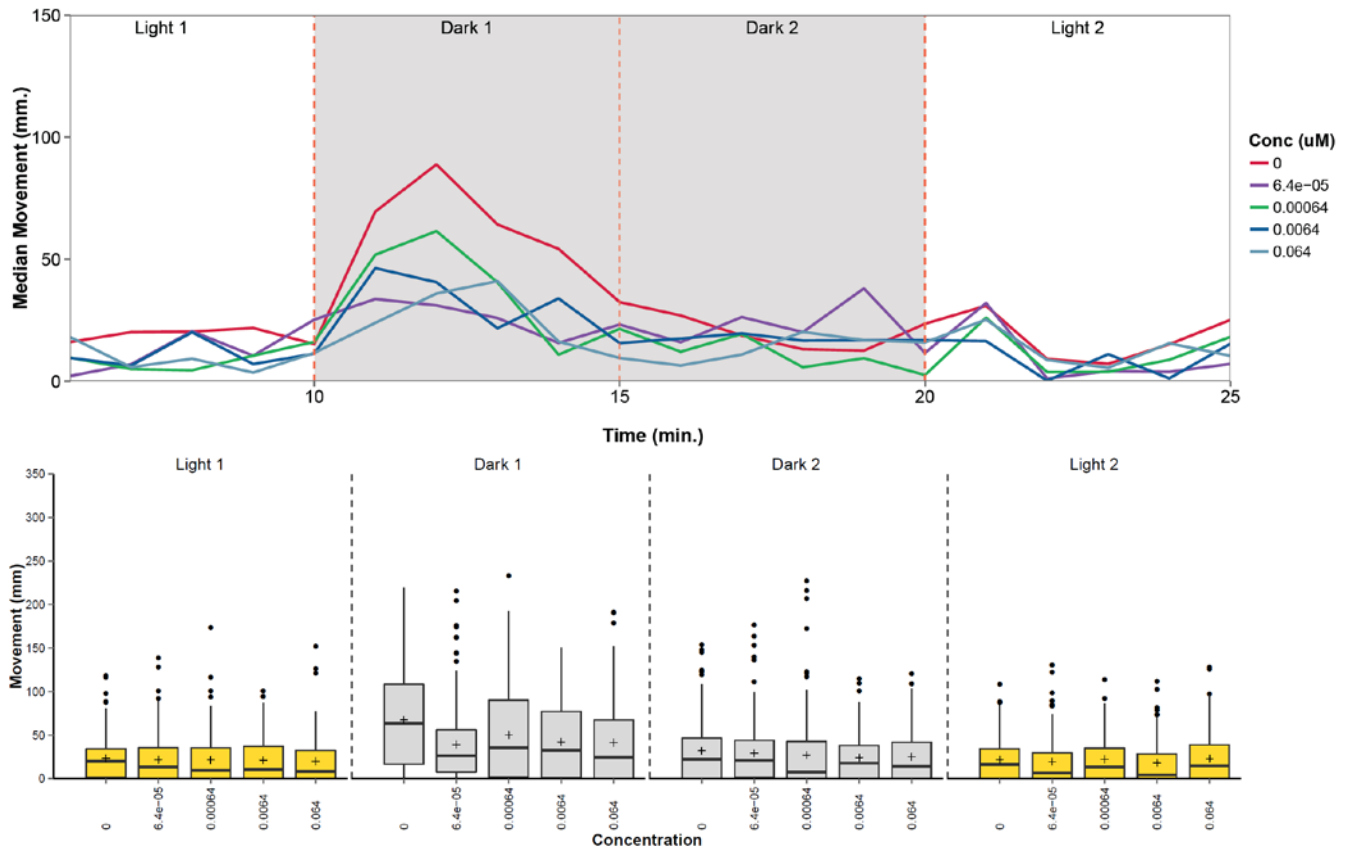 150
Light 1
Dark 1
Dark 2
Light 2
100
50
0
Median Movement (mm.)
10
15
20
25
Time (min.)
Conc (uM)
0
6.4e−05
0.00064
0.0064
0.064
Light 1
Dark 1
Dark 2
Light 2
350
300
250
200
150
100
50
0
Movement (mm)
0
6.4e−05
0.00064
0.0064
0.064
0
6.4e−05
0.00064
0.0064
0.064
0
6.4e−05
0.00064
0.0064
0.064
0
6.4e−05
0.00064
0.0064
0.064
Concentration